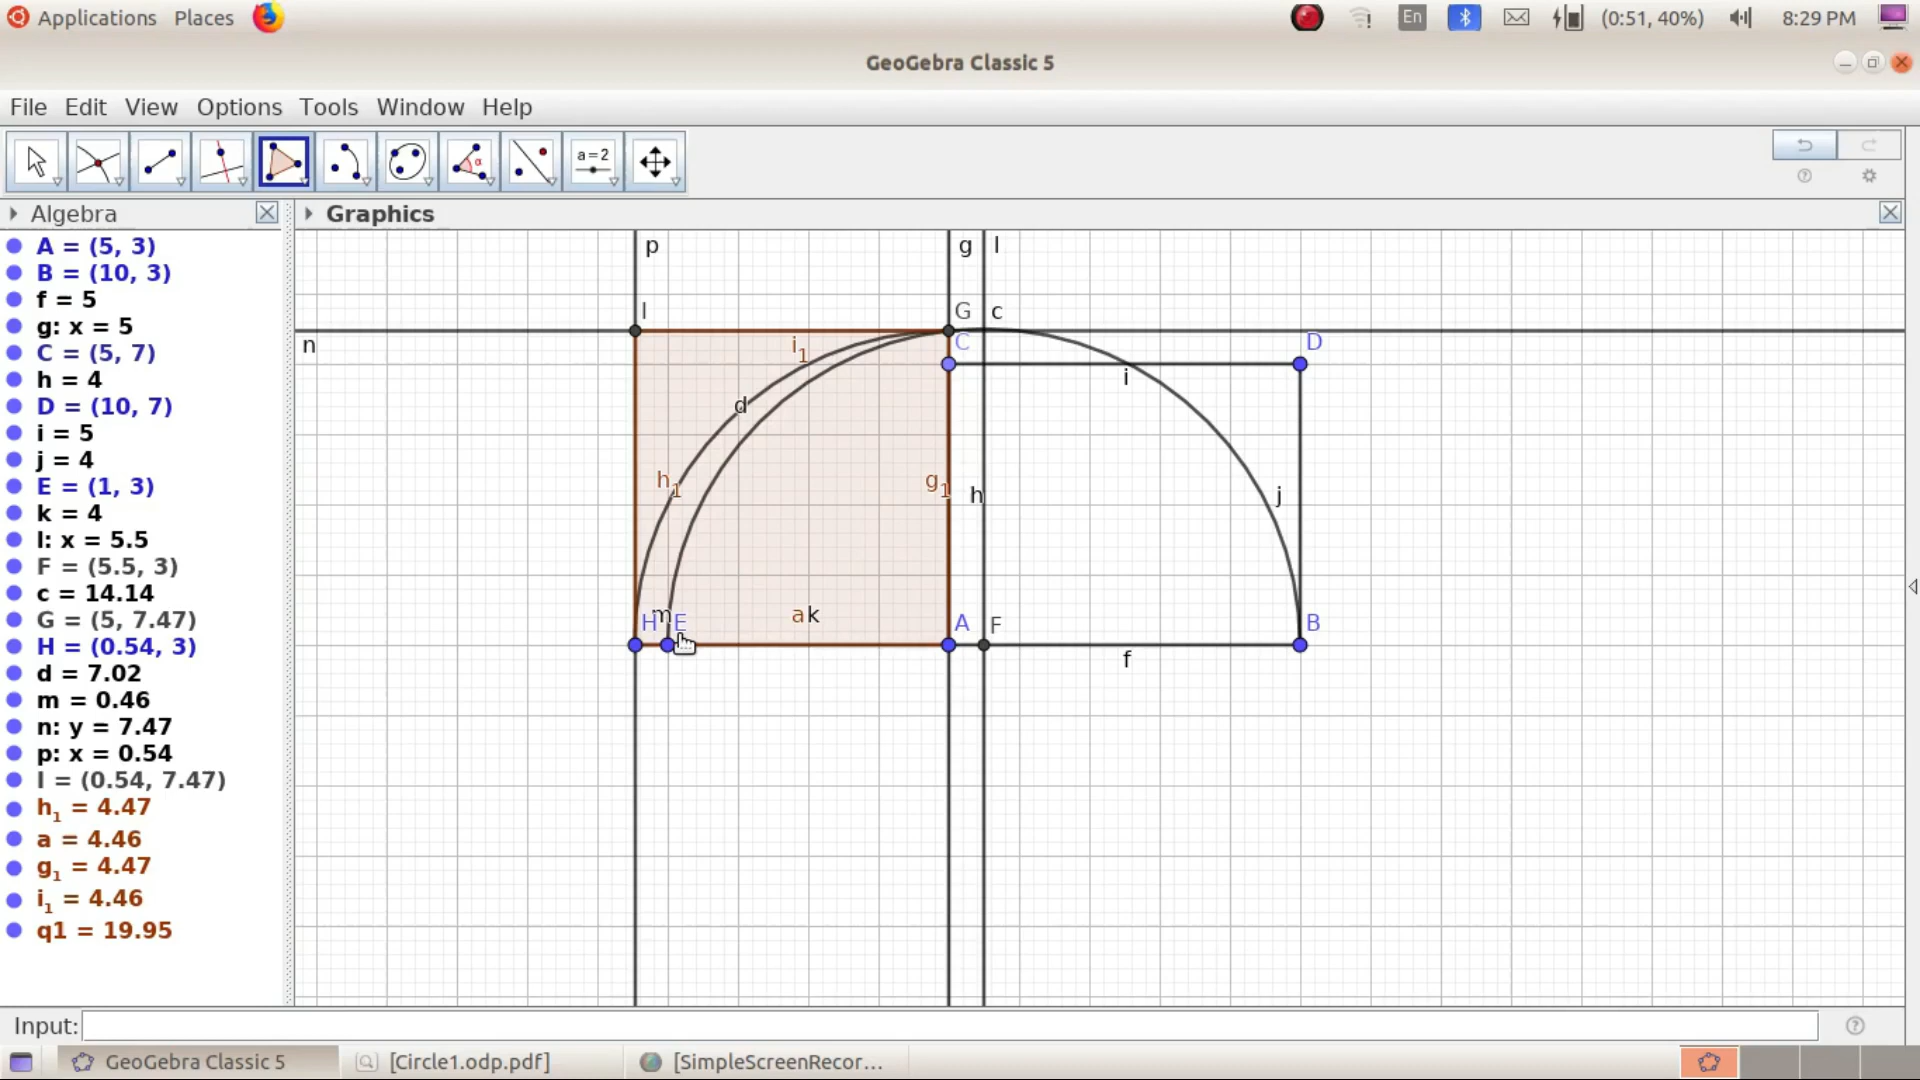 Applications Places En (0:51, 40%) 8:29 PM
GeoGebra Classic 5
File Edit View Options Tools Window Help
α a=2
Algebra Graphics
A = (5, 3)
B = (10, 3)
f = 5
g: x = 5
C = (5, 7)
h = 4
D = (10, 7)
i = 5
j = 4
E = (1, 3)
k = 4
l: x = 5.5
F = (5.5, 3)
c = 14.14
G = (5, 7.47)
H = (0.54, 3)
d = 7.02
m = 0.46
n: y = 7.47
p: x = 0.54
I = (0.54, 7.47)
h₁ = 4.47
a = 4.46
g₁ = 4.47
i₁ = 4.46
q1 = 19.95
p g l
I G c
n i₁ C D
i
d
h₁ g₁ h j
H m E a k A F B
f
Input:
GeoGebra Classic 5 [Circle1.odp.pdf] [SimpleScreenRecor...